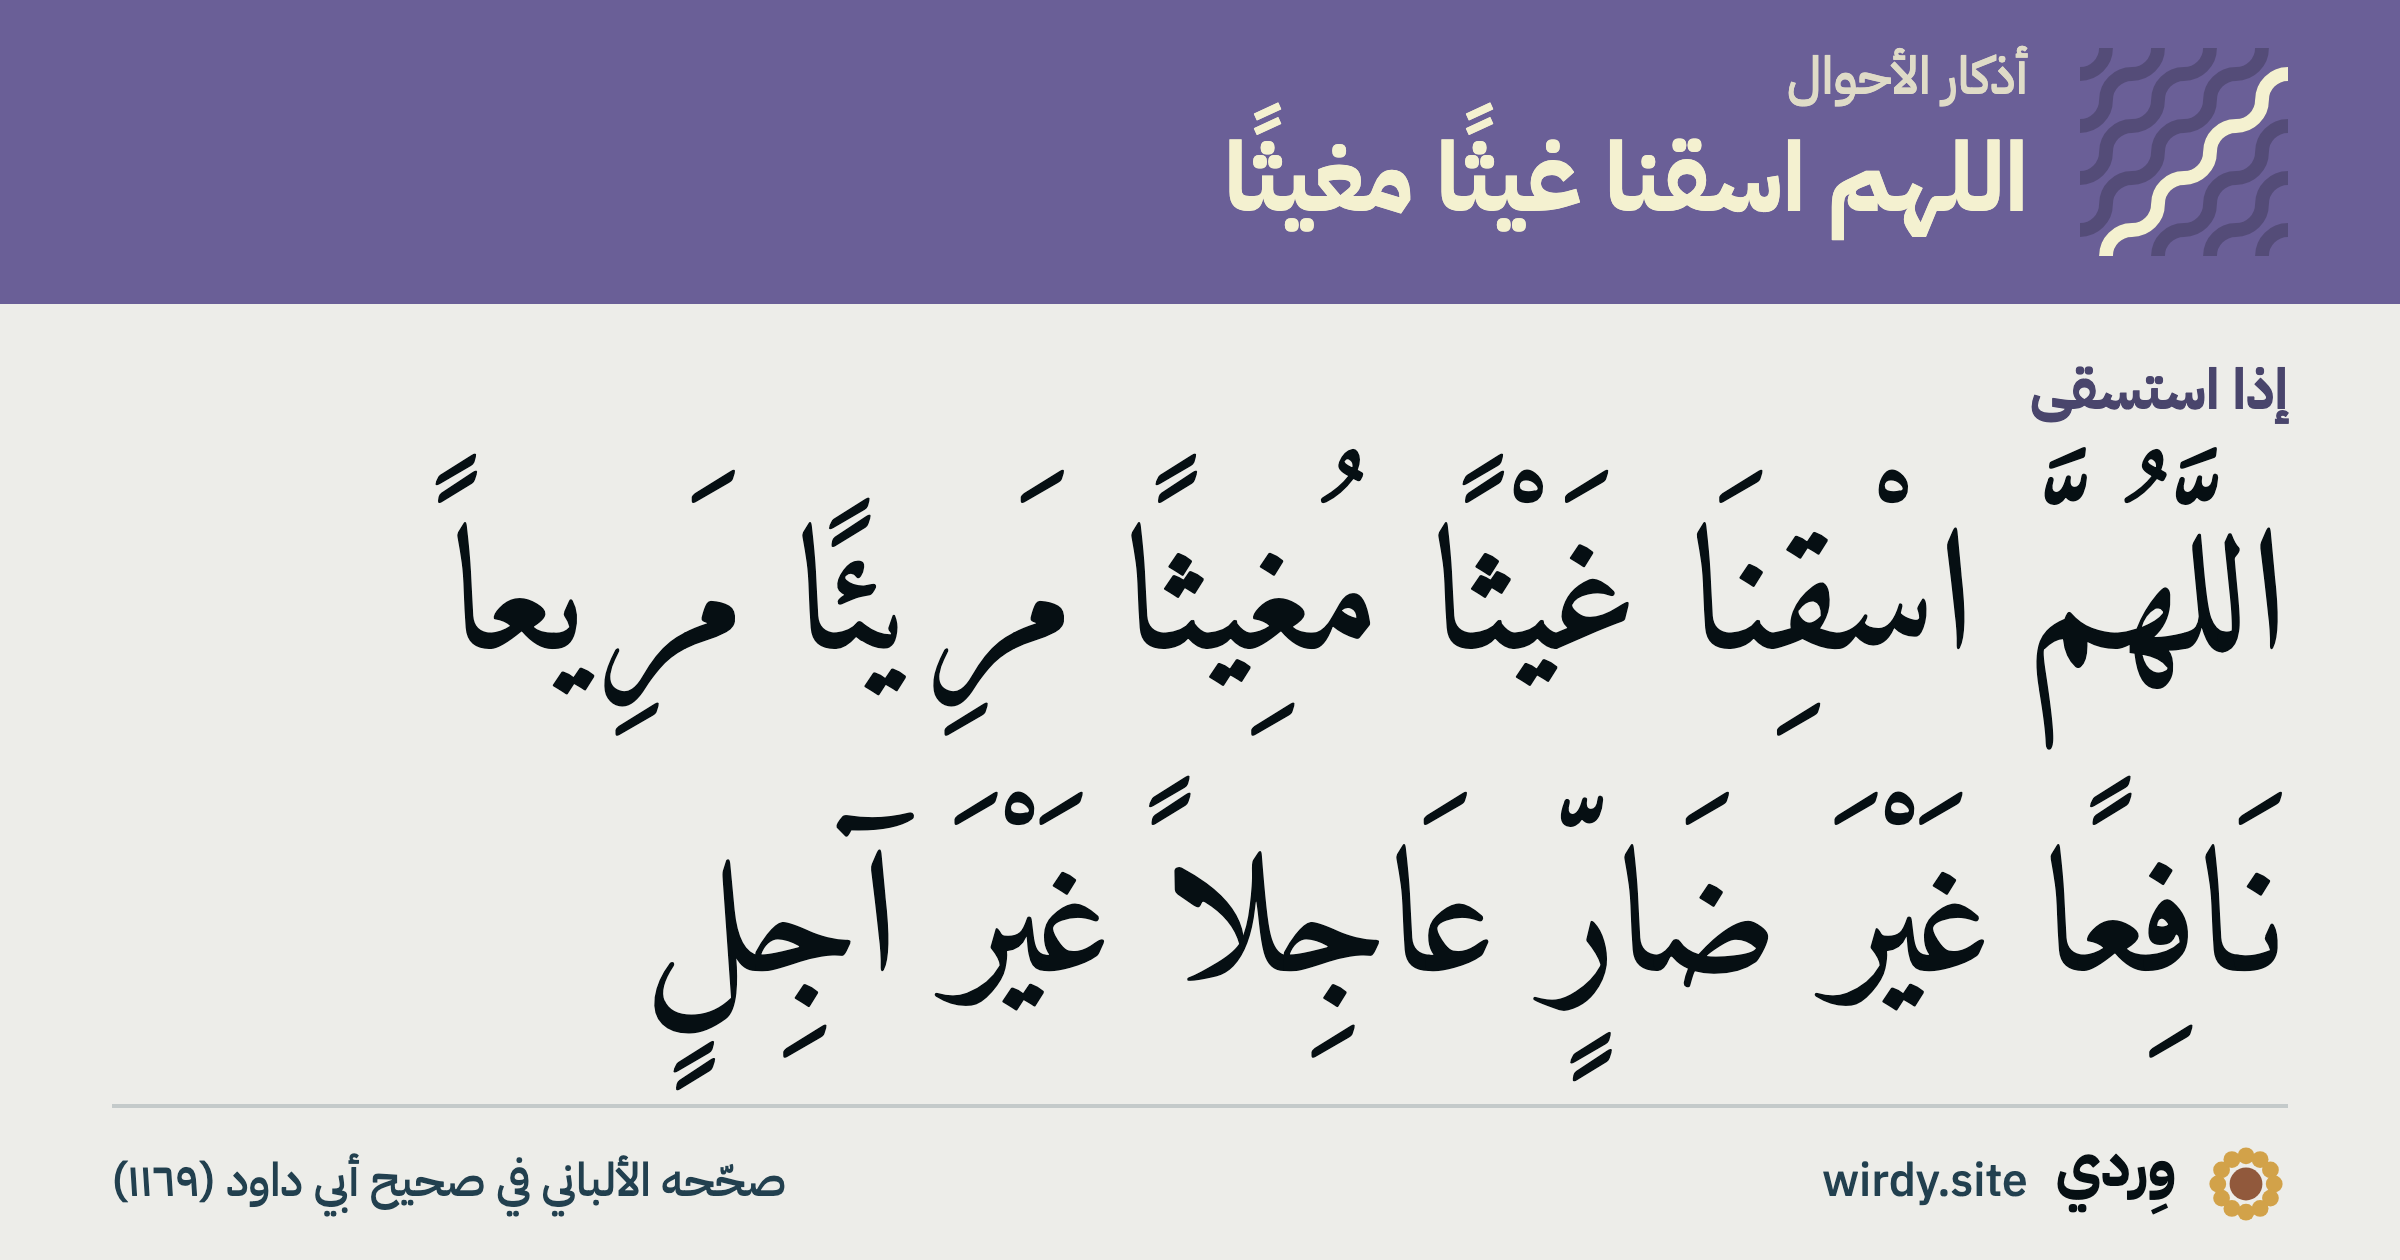 أذكار الأحوال
اللهم اسقنا غيثًا مغيثًا
إذا استسقى
اللَّهُمَّ اسْقِنَا غَيْثًا مُغِيثًا مَرِيئًا مَرِيعاً
نَافِعًا غَيْرَ ضَارٍّ عَاجِلاً غَيْرَ آجِلٍ
وِردي wirdy.site
صحّحه الألباني في صحيح أبي داود (١١٦٩)